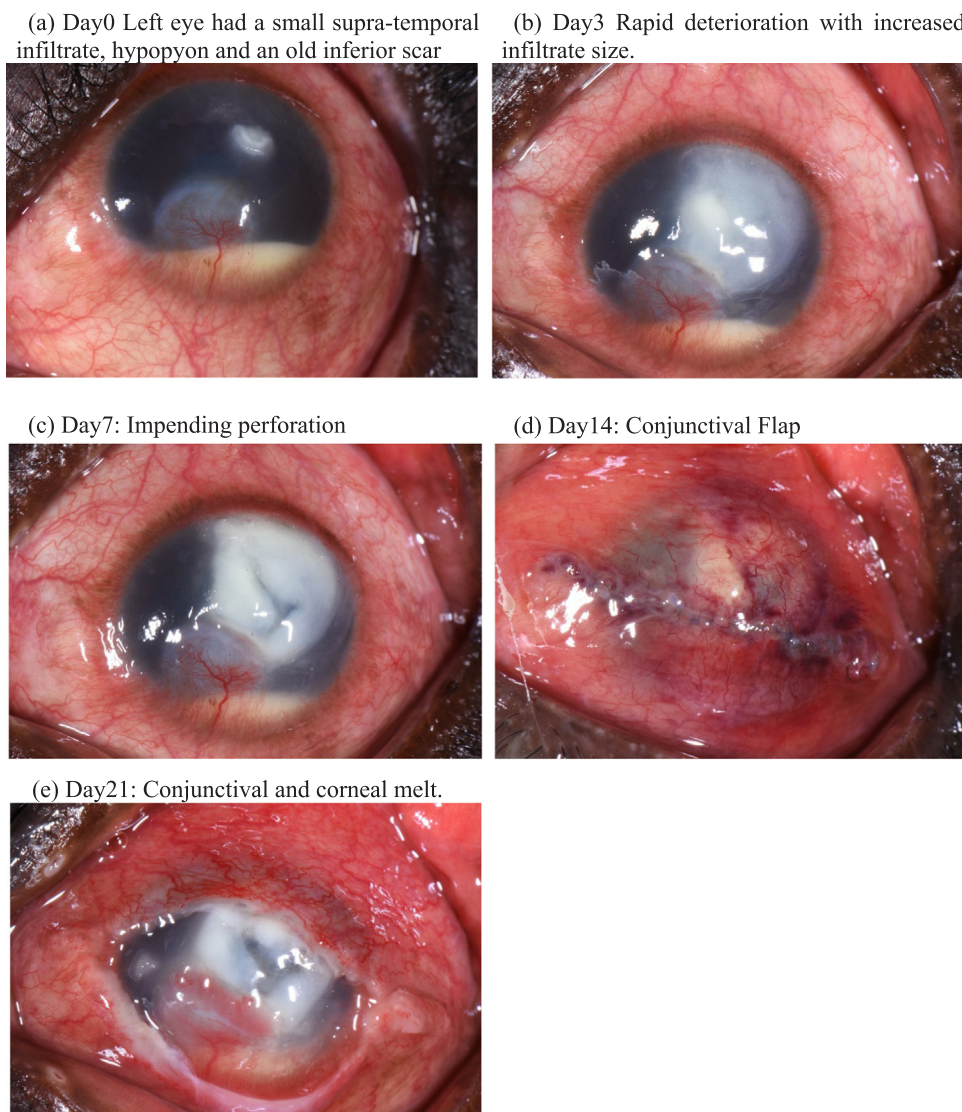 (a) Day0 Left eye had a small supra-temporal
infiltrate, hypopyon and an old inferior scar
(b) Day3 Rapid deterioration with increased
infiltrate size.
(c) Day7: Impending perforation
(d) Day14: Conjunctival Flap
(e) Day21: Conjunctival and corneal melt.